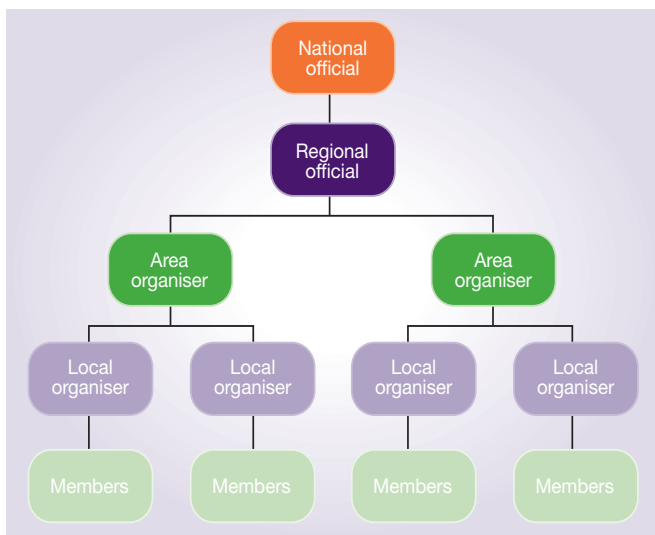 National
official
Regional
official
Area
organiser
Area
organiser
Local
organiser
Local
organiser
Local
organiser
Local
organiser
Members
Members
Members
Members